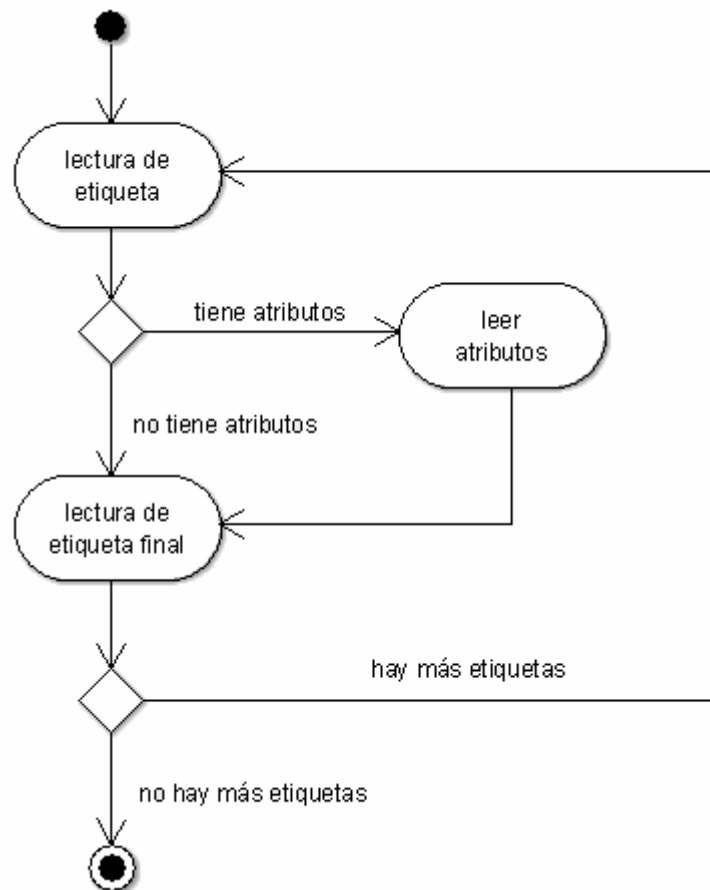 lectura de
etiqueta
tiene atributos
leer
atributos
no tiene atributos
lectura de
etiqueta final
hay más etiquetas
no hay más etiquetas